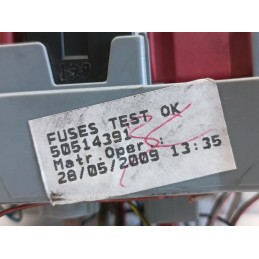 FUSES TEST OK
50514391
Matr.Oper.:
28/05/2009 13:35